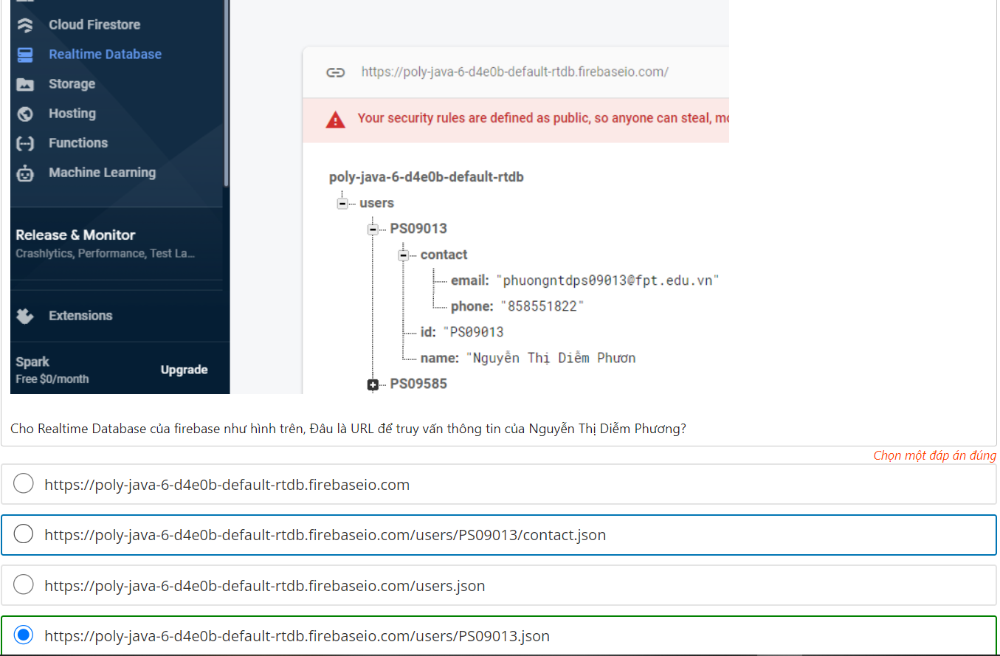 Cloud Firestore
Realtime Database
Storage
Hosting
Functions
Machine Learning
Release & Monitor
Crashlytics, Performance, Test La...
Extensions
Spark
Free $0/month
Upgrade
https://poly-java-6-d4e0b-default-rtdb.firebaseio.com/
Your security rules are defined as public, so anyone can steal, mo
poly-java-6-d4e0b-default-rtdb
users
PS09013
contact
email: "phuongntdps09013@fpt.edu.vn"
phone: "858551822"
id: "PS09013
name: "Nguyễn Thị Diễm Phươn
PS09585
Cho Realtime Database của firebase như hình trên, Đâu là URL để truy vấn thông tin của Nguyễn Thị Diễm Phương?
Chọn một đáp án đúng
https://poly-java-6-d4e0b-default-rtdb.firebaseio.com
https://poly-java-6-d4e0b-default-rtdb.firebaseio.com/users/PS09013/contact.json
https://poly-java-6-d4e0b-default-rtdb.firebaseio.com/users.json
https://poly-java-6-d4e0b-default-rtdb.firebaseio.com/users/PS09013.json